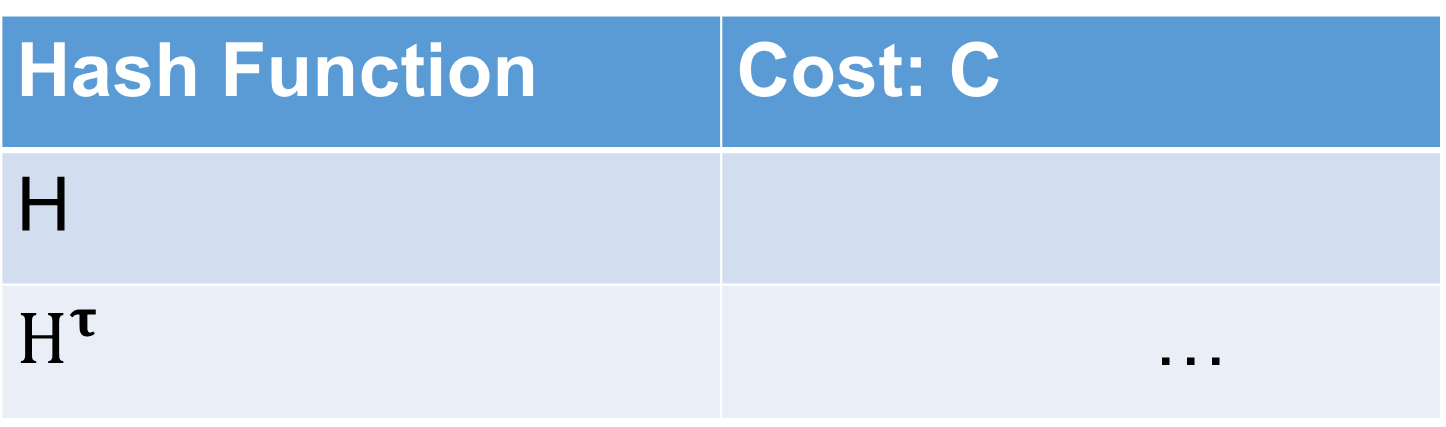 Hash Function
Cost: C
H
H^τ
…